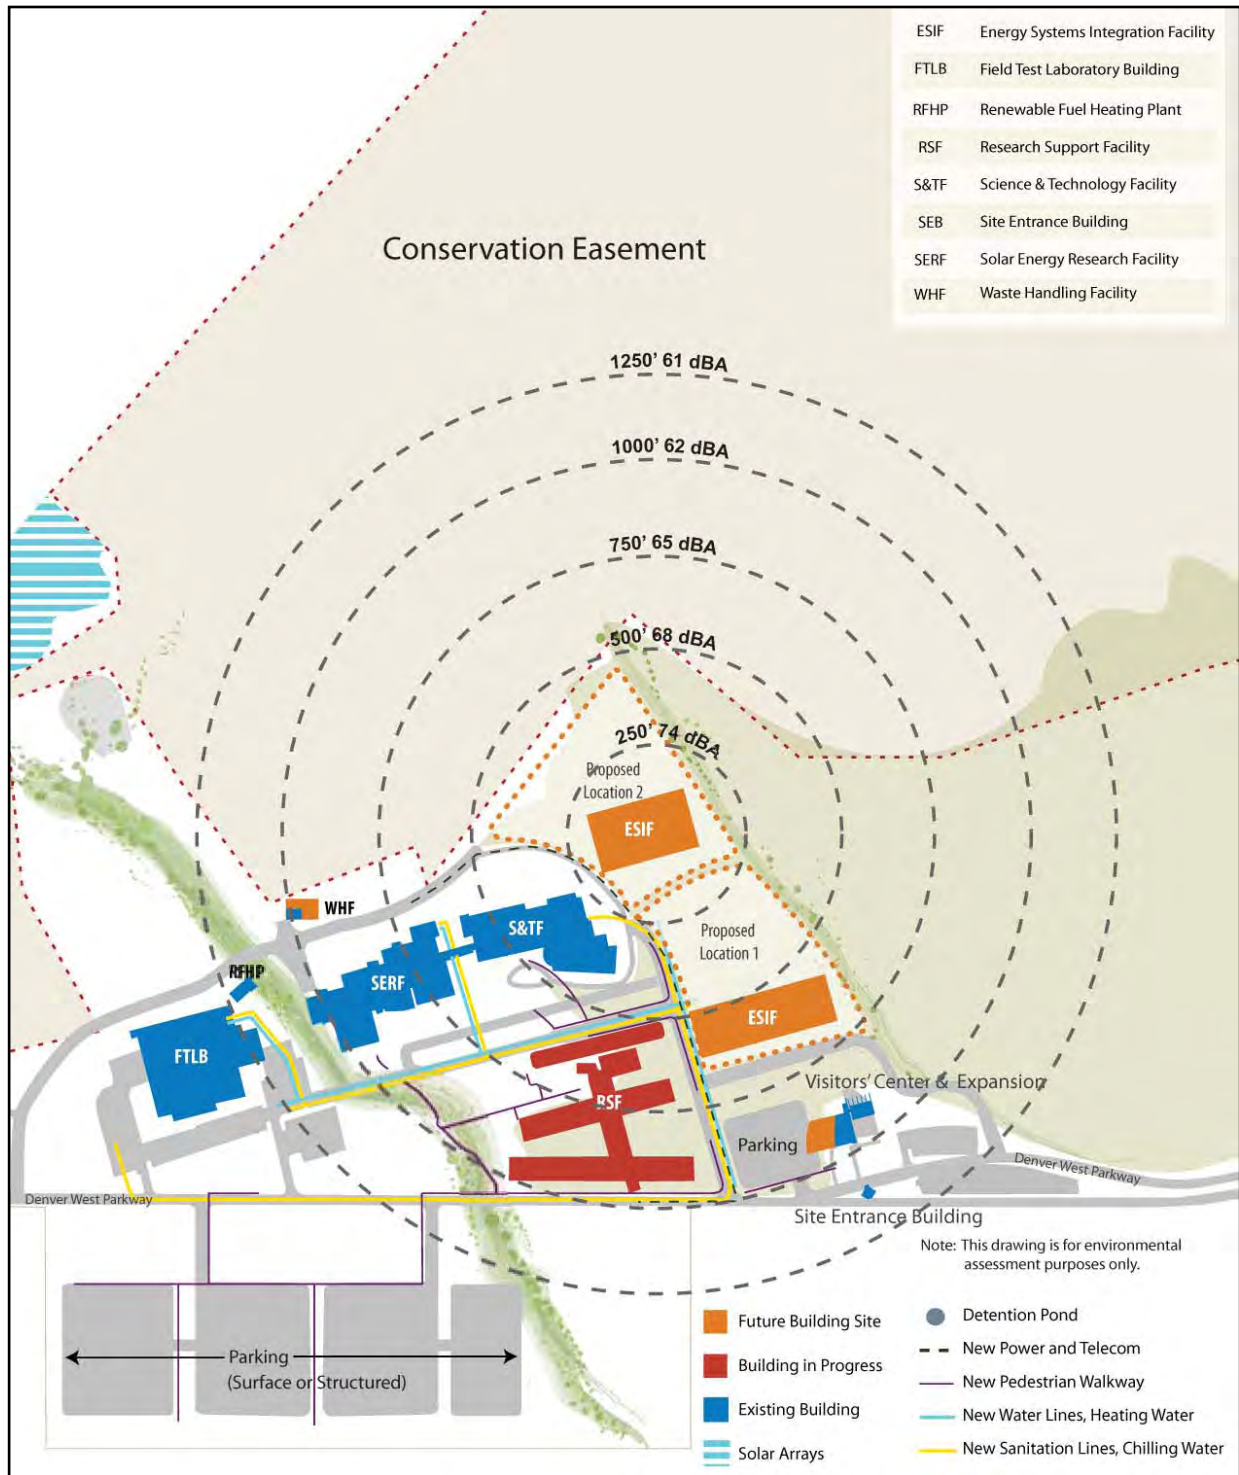 ESIF Energy Systems Integration Facility
FTLB Field Test Laboratory Building
RFHP Renewable Fuel Heating Plant
RSF Research Support Facility
S&TF Science & Technology Facility
SEB Site Entrance Building
SERF Solar Energy Research Facility
WHF Waste Handling Facility
Conservation Easement
1250' 61 dBA
1000' 62 dBA
750' 65 dBA
500' 68 dBA
250' 74 dBA
Proposed
Location 2
ESIF
WHF
S&TF
Proposed
Location 1
RFHP
SERF
ESIF
FTLB
Visitors' Center & Expansion
RSF
Parking
Denver West Parkway
Denver West Parkway
Site Entrance Building
Note: This drawing is for environmental
assessment purposes only.
Parking
(Surface or Structured)
Future Building Site
Building in Progress
Existing Building
Solar Arrays
Detention Pond
New Power and Telecom
New Pedestrian Walkway
New Water Lines, Heating Water
New Sanitation Lines, Chilling Water